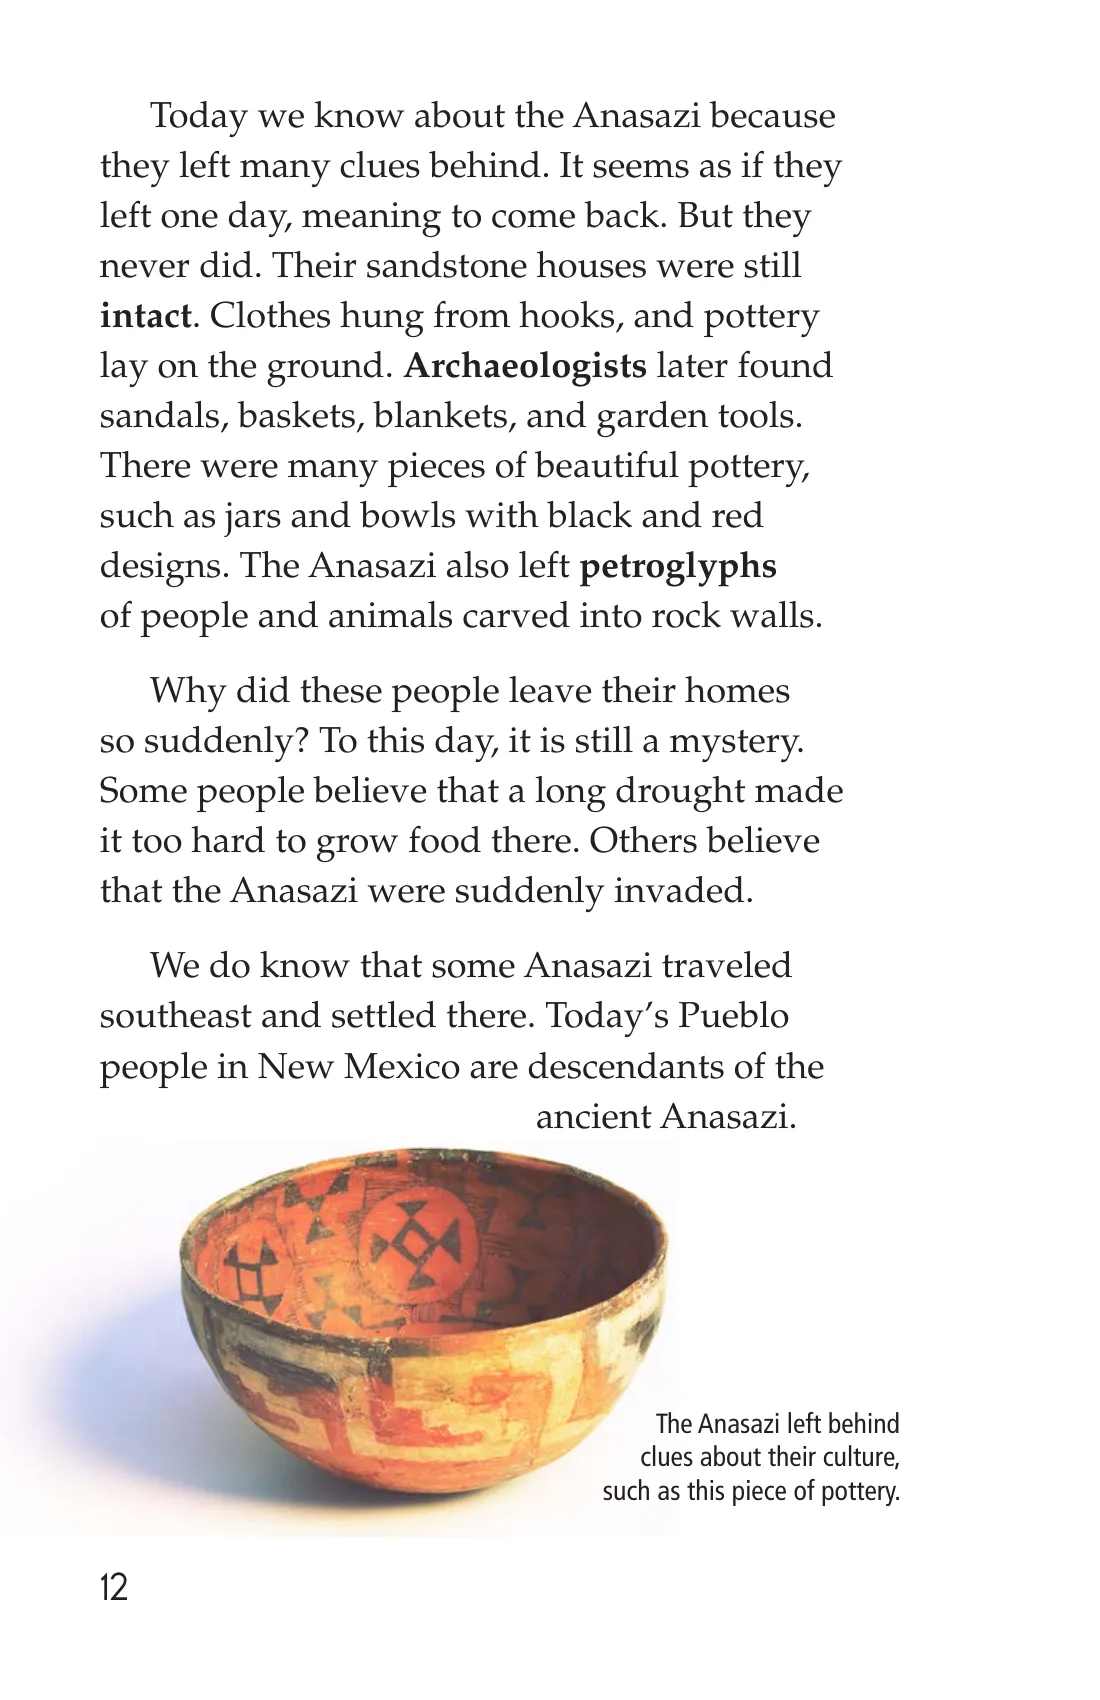 Today we know about the Anasazi because
they left many clues behind. It seems as if they
left one day, meaning to come back. But they
never did. Their sandstone houses were still
intact. Clothes hung from hooks, and pottery
lay on the ground. Archaeologists later found
sandals, baskets, blankets, and garden tools.
There were many pieces of beautiful pottery,
such as jars and bowls with black and red
designs. The Anasazi also left petroglyphs
of people and animals carved into rock walls.
Why did these people leave their homes
so suddenly? To this day, it is still a mystery.
Some people believe that a long drought made
it too hard to grow food there. Others believe
that the Anasazi were suddenly invaded.
We do know that some Anasazi traveled
southeast and settled there. Today’s Pueblo
people in New Mexico are descendants of the
ancient Anasazi.
The Anasazi left behind
clues about their culture,
such as this piece of pottery.
12